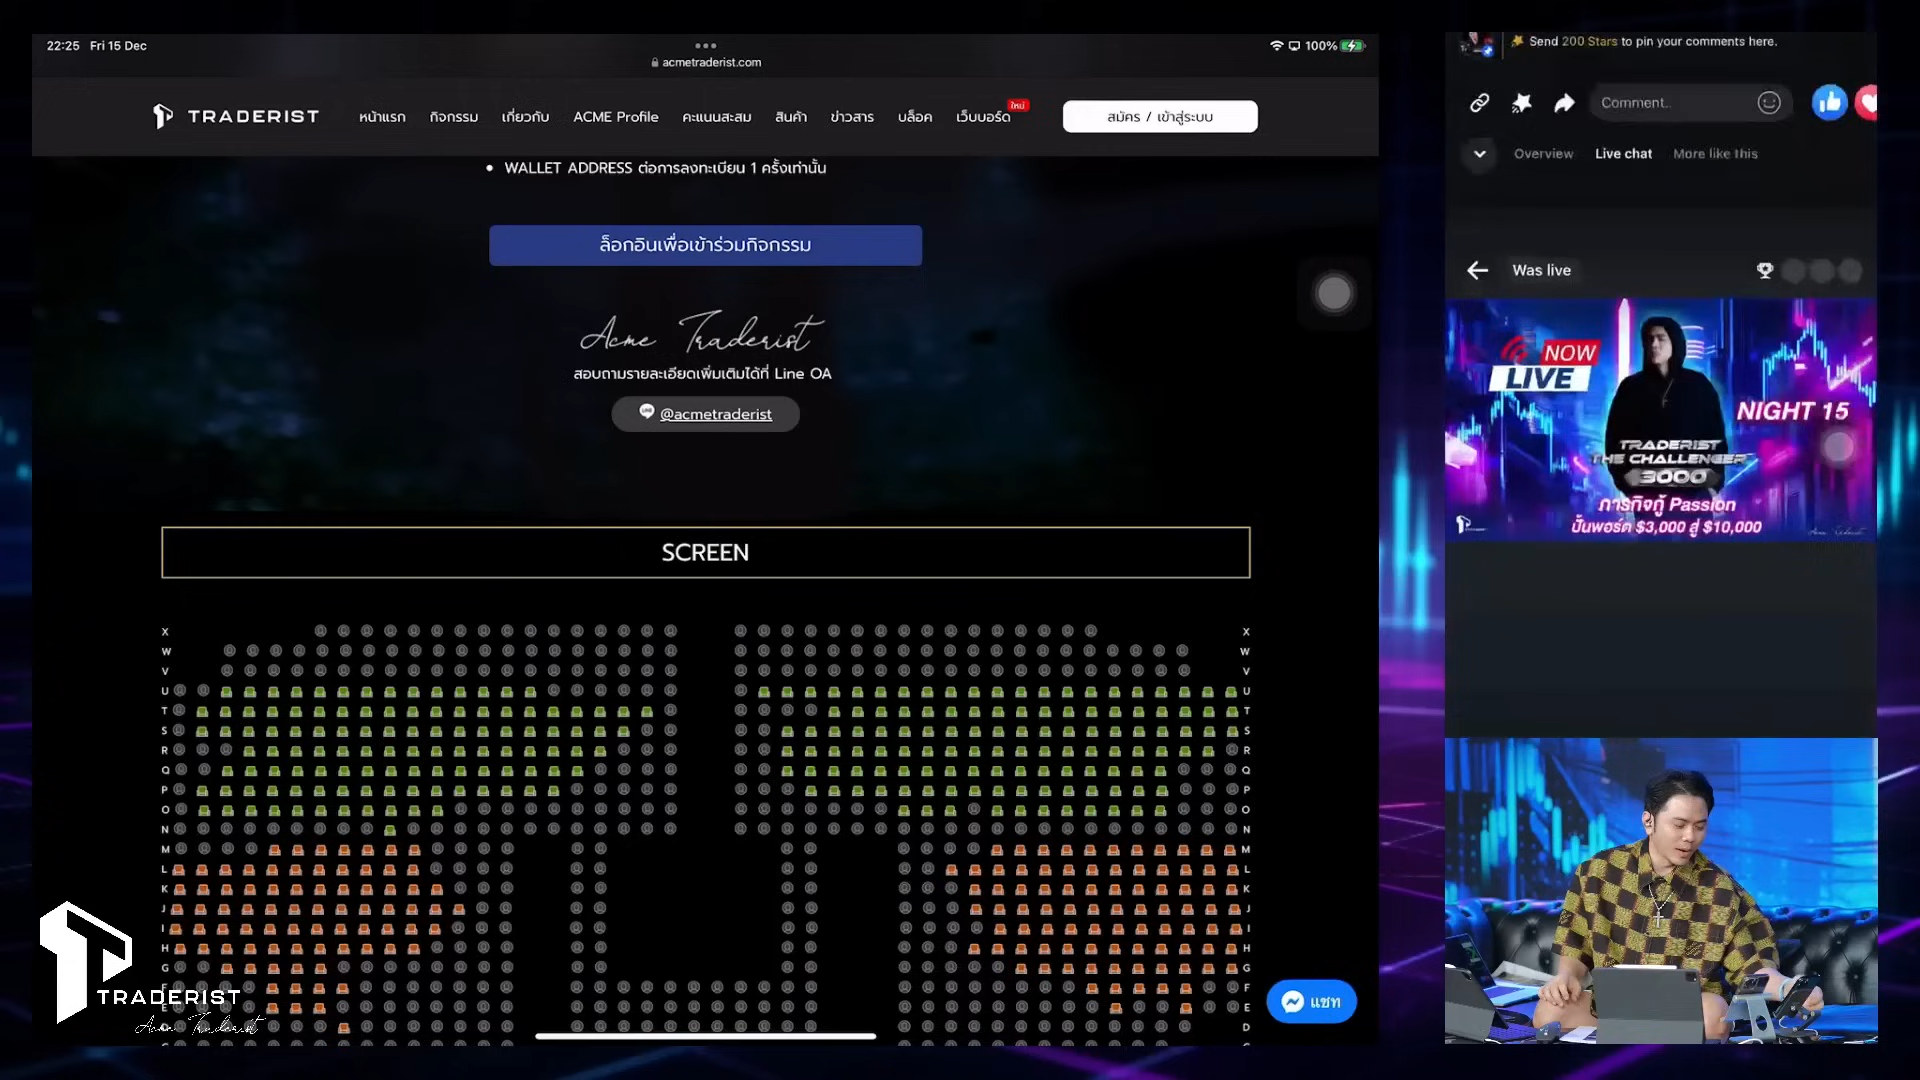 22:25 Fri 15 Dec
100%
acmetraderist.com
TRADERIST
หน้าแรก
กิจกรรม
เกี่ยวกับ
ACME Profile
คะแนนสะสม
สินค้า
ข่าวสาร
บล็อค
เว็บบอร์ด
ใหม่
สมัคร / เข้าสู่ระบบ
WALLET ADDRESS ต่อการลงทะเบียน 1 ครั้งเท่านั้น
ล็อกอินเพื่อเข้าร่วมกิจกรรม
Acme Traderist
สอบถามรายละเอียดเพิ่มเติมได้ที่ Line OA
@acmetraderist
SCREEN
X X
W W
V V
U U
T T
S S
R R
Q Q
P P
O O
N N
M M
L L
K K
J J
I I
H H
G G
F F
E E
D
แชท
TRADERIST
Acme Traderist
Send 200 Stars to pin your comments here.
Comment..
Overview
Live chat
More like this
Was live
NOW
LIVE
NIGHT 15
TRADERIST
THE CHALLENGER
3000
ภารกิจกู้ Passion
ปั้นพอร์ต $3,000 สู่ $10,000